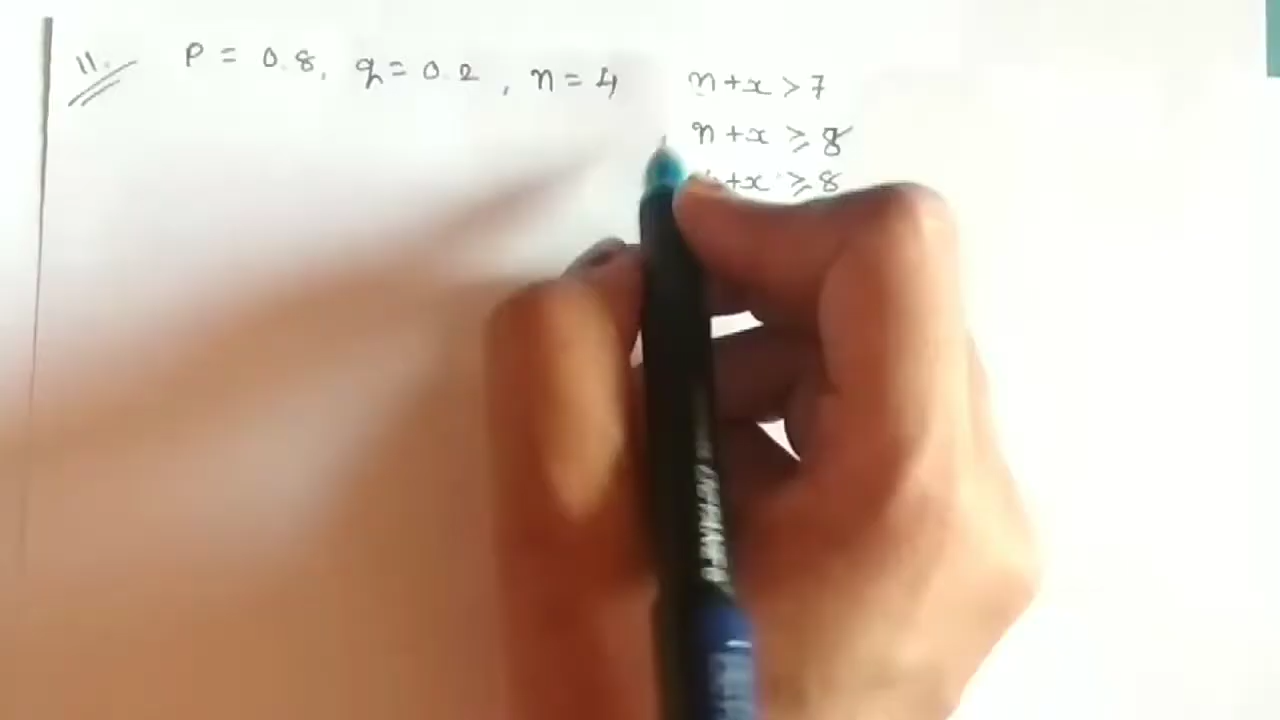 11. P = 0.8, q = 0.2, n = 4
n + x > 7
n + x ≥ 8
+ x ≥ 8